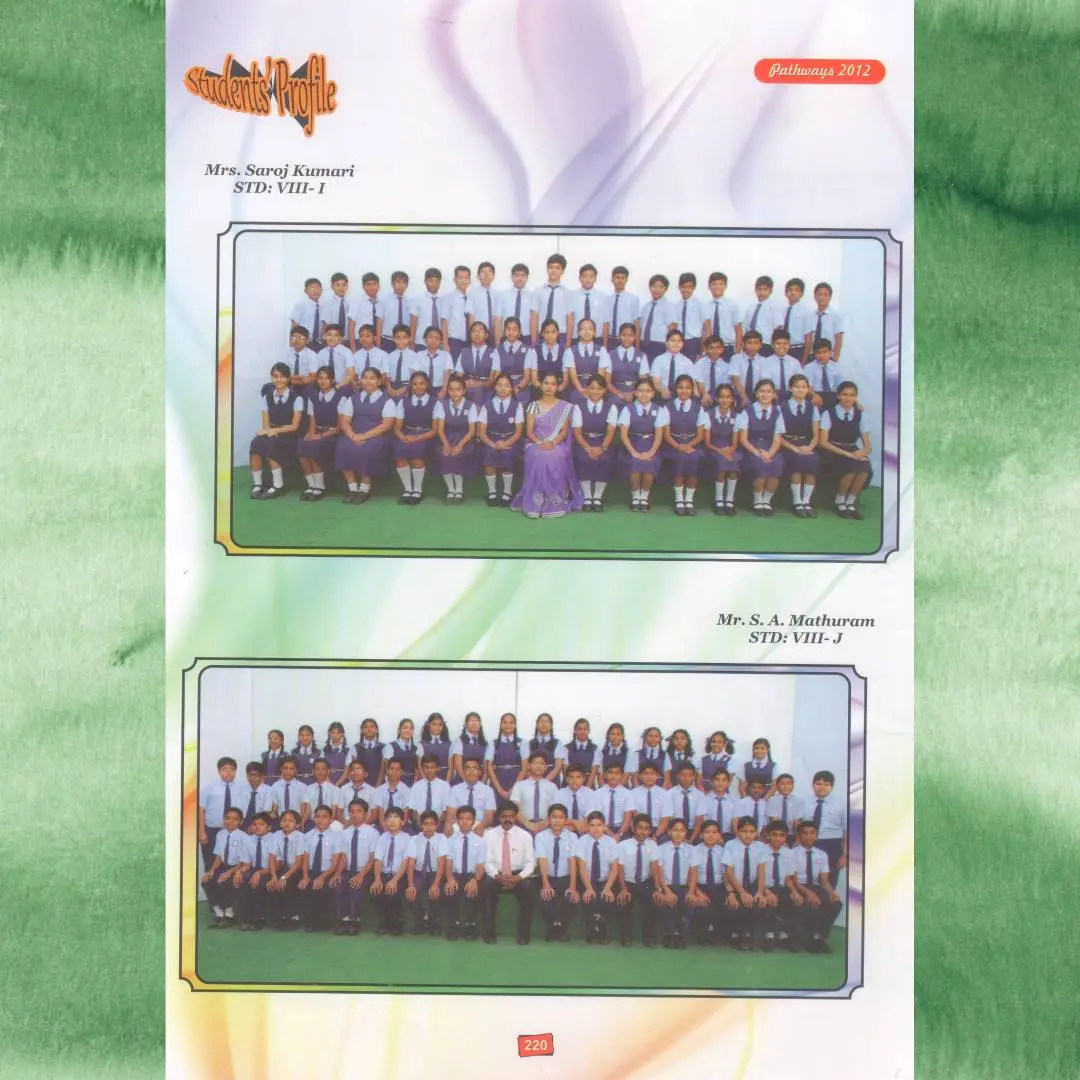 Students' Profile
Pathways 2012
Mrs. Saroj Kumari
STD: VIII- I
Mr. S. A. Mathuram
STD: VIII- J
220